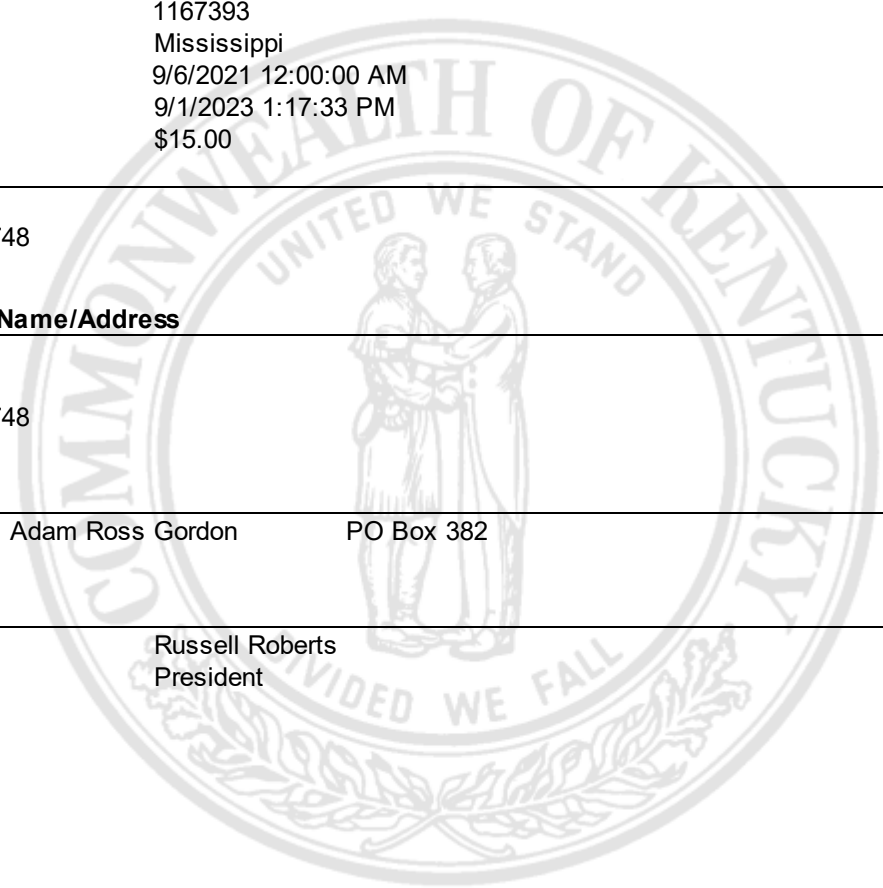 1167393
Mississippi
9/6/2021 12:00:00 AM
9/1/2023 1:17:33 PM
$15.00
COMMONWEALTH OF KENTUCKY
UNITED WE STAND
748
Name/Address
748
Adam Ross Gordon PO Box 382
Russell Roberts
President
DIVIDED WE FALL